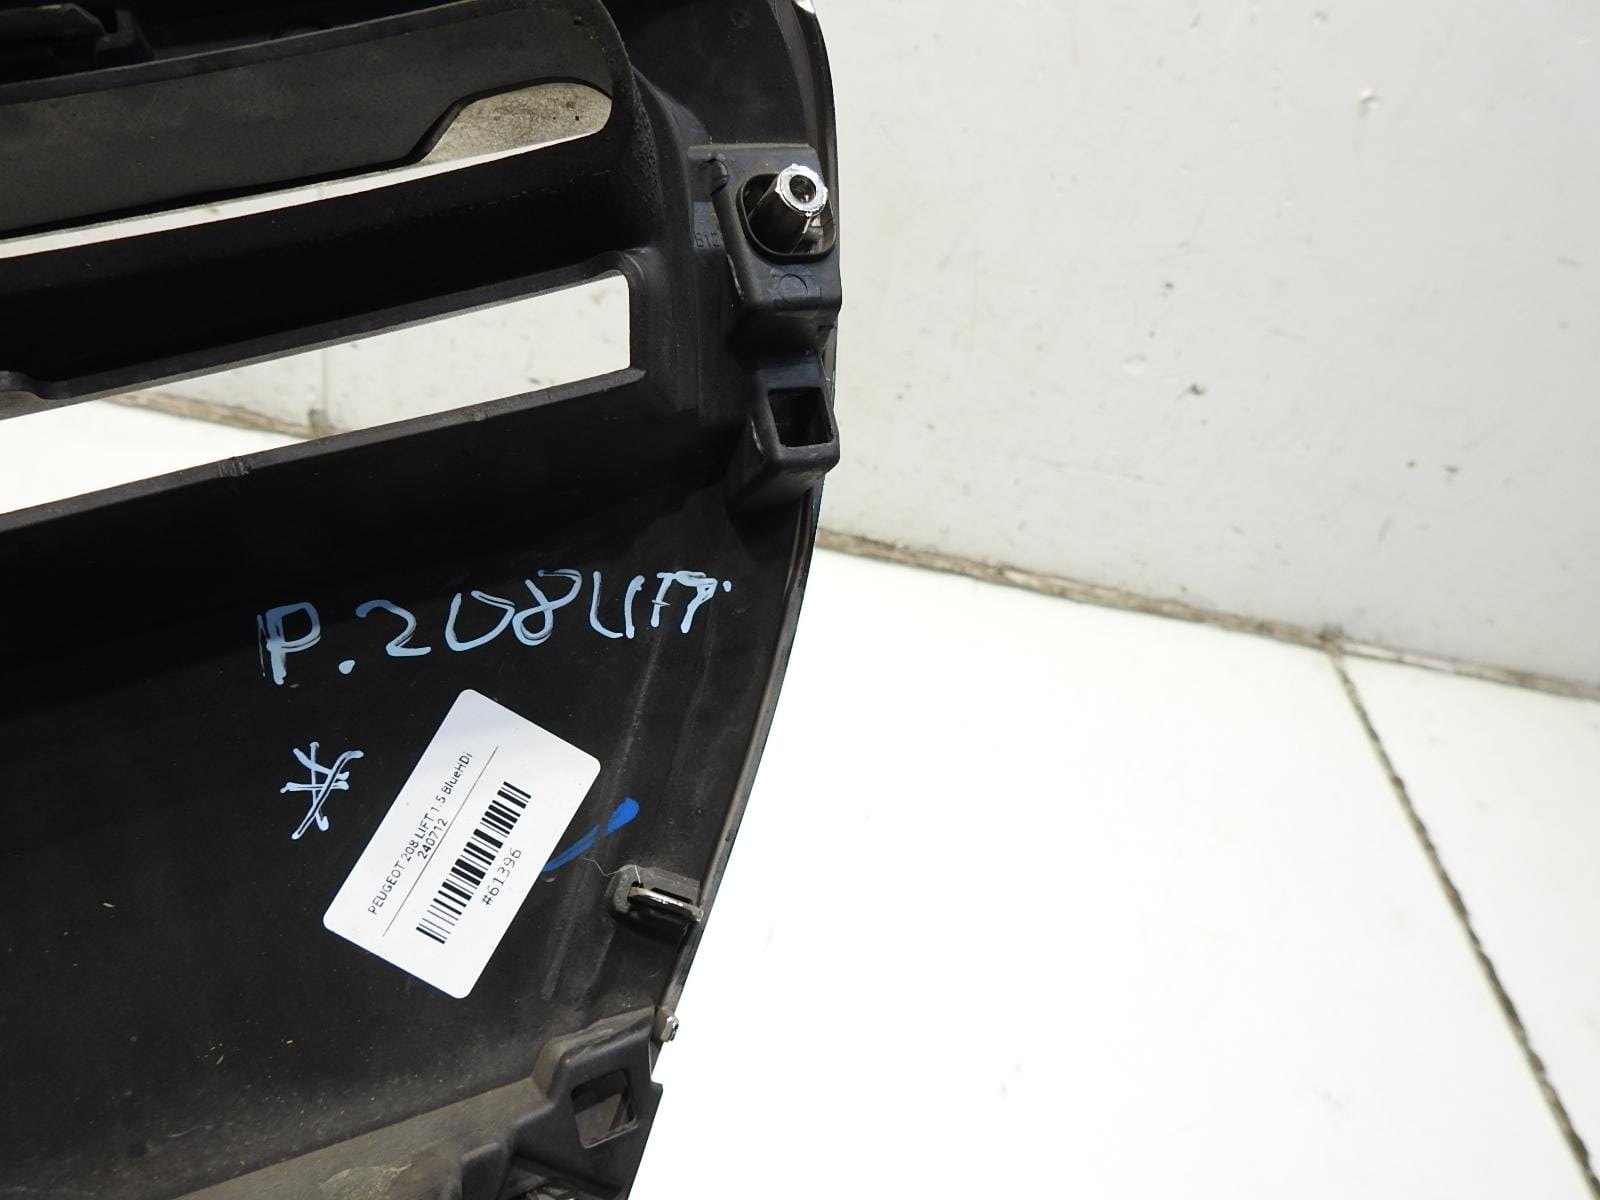 P.208 LIFT.
PEUGEOT 208 LIFT 1.5 BlueHDi
240712
#61396